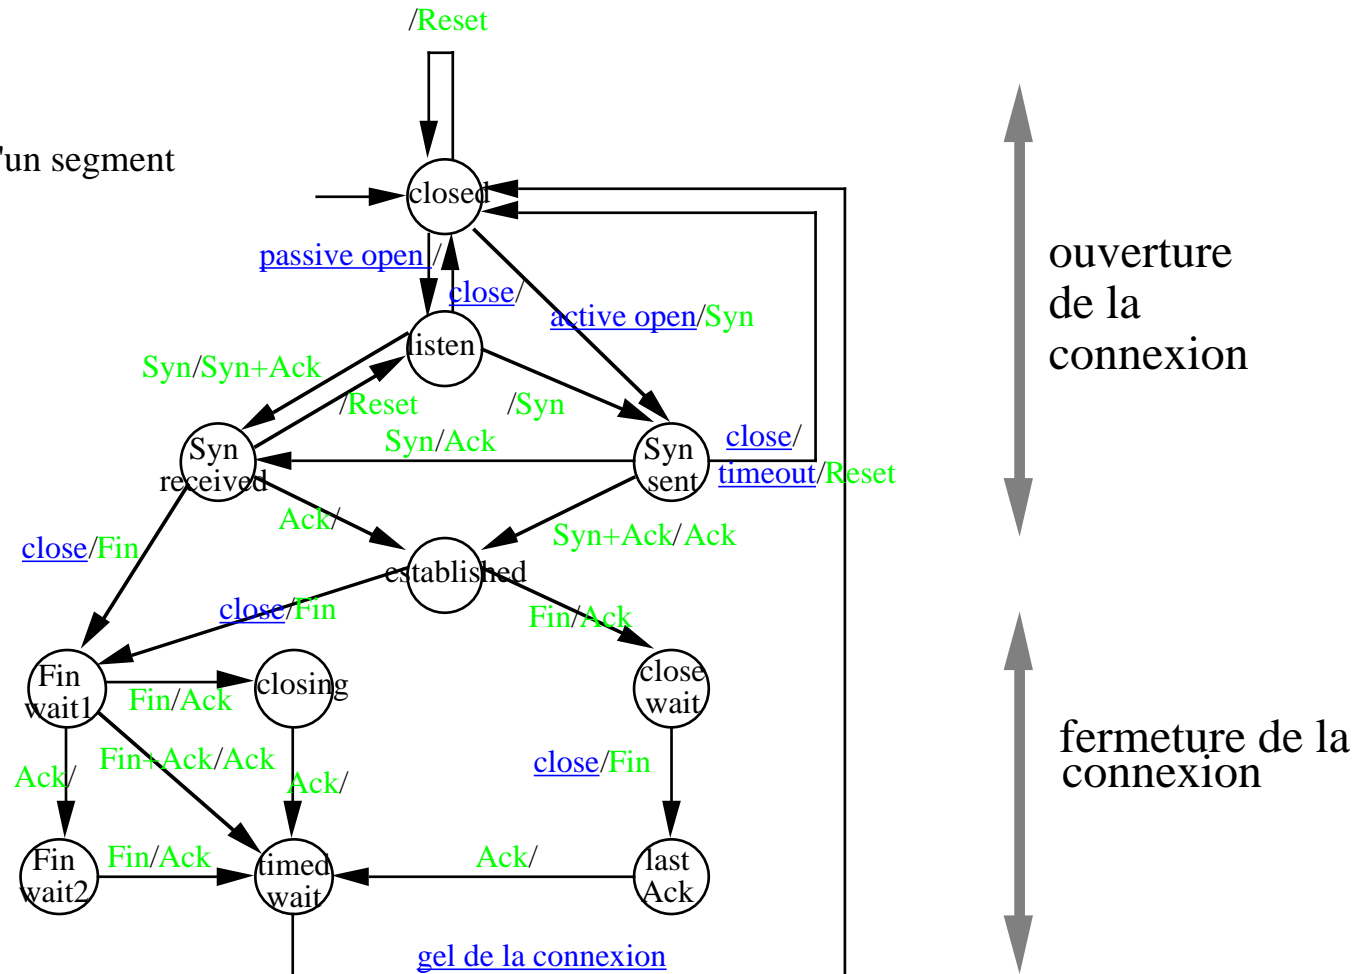 /Reset
'un segment
closed
passive open /
close/
active open/Syn
listen
Syn/Syn+Ack
/Reset
/Syn
Syn
received
Syn/Ack
Syn
sent
close/
timeout/Reset
ouverture
de la
connexion
Ack/
Syn+Ack/Ack
close/Fin
established
close/Fin
Fin/Ack
Fin
wait1
Fin/Ack
closing
close
wait
Ack/
Fin+Ack/Ack
Ack/
close/Fin
fermeture de la
connexion
Fin
wait2
Fin/Ack
timed
wait
Ack/
last
Ack
gel de la connexion